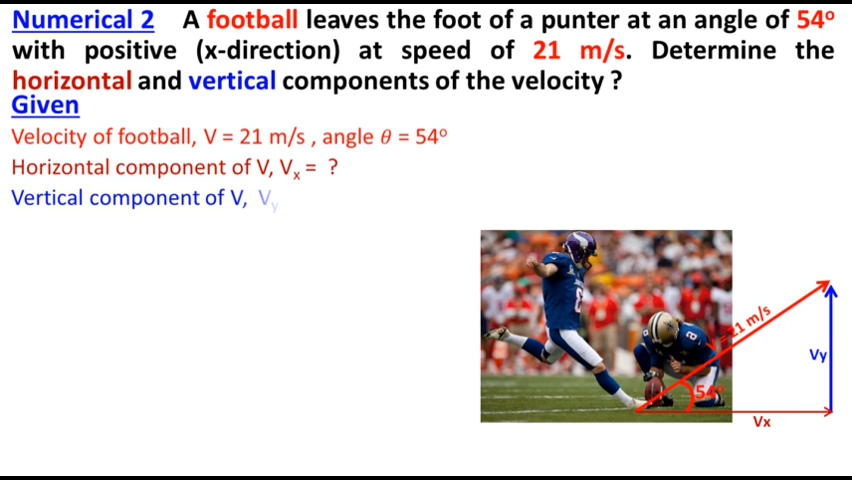 Numerical 2 A football leaves the foot of a punter at an angle of 54°
with positive (x-direction) at speed of 21 m/s. Determine the
horizontal and vertical components of the velocity ?
Given
Velocity of football, V = 21 m/s , angle θ = 54°
Horizontal component of V, Vₓ = ?
Vertical component of V, Vy
= 21 m/s
Vy
54°
Vx